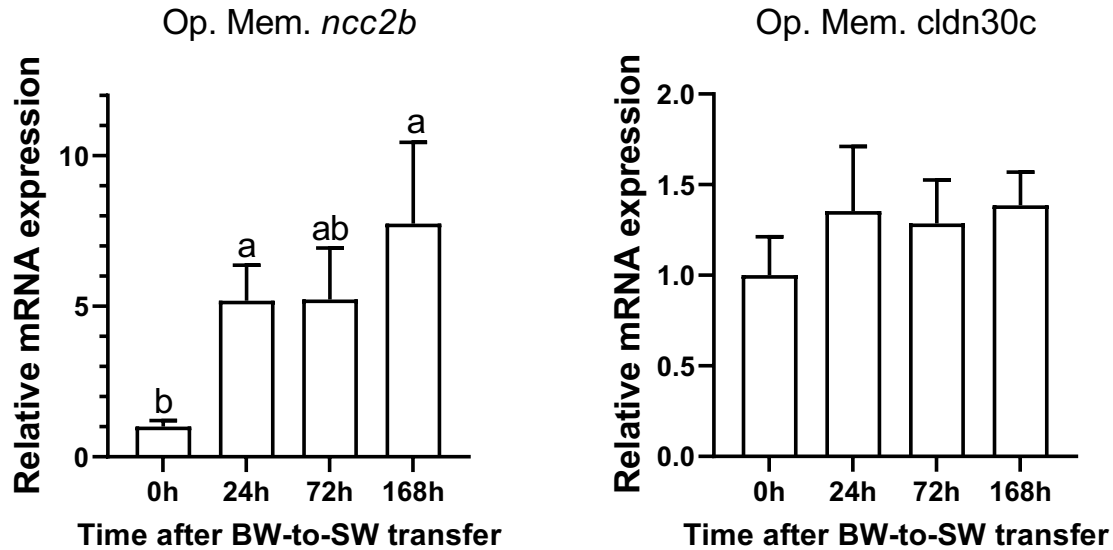 Op. Mem. ncc2b
Relative mRNA expression
10
5
0
b
a
ab
a
0h 24h 72h 168h
Time after BW-to-SW transfer
Op. Mem. cldn30c
Relative mRNA expression
2.0
1.5
1.0
0.5
0.0
0h 24h 72h 168h
Time after BW-to-SW transfer